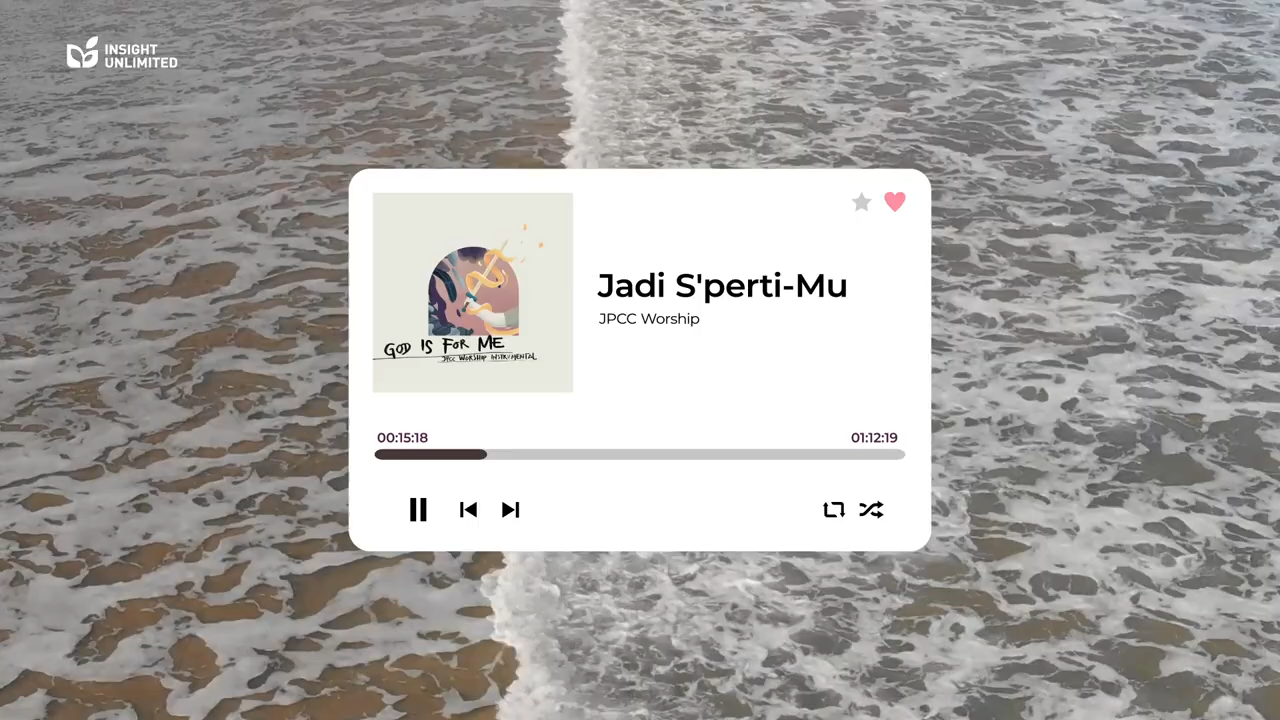 INSIGHT
UNLIMITED
Jadi S'perti-Mu
JPCC Worship
GOD IS FOR ME
JPCC WORSHIP INSTRUMENTAL
00:15:18
01:12:19